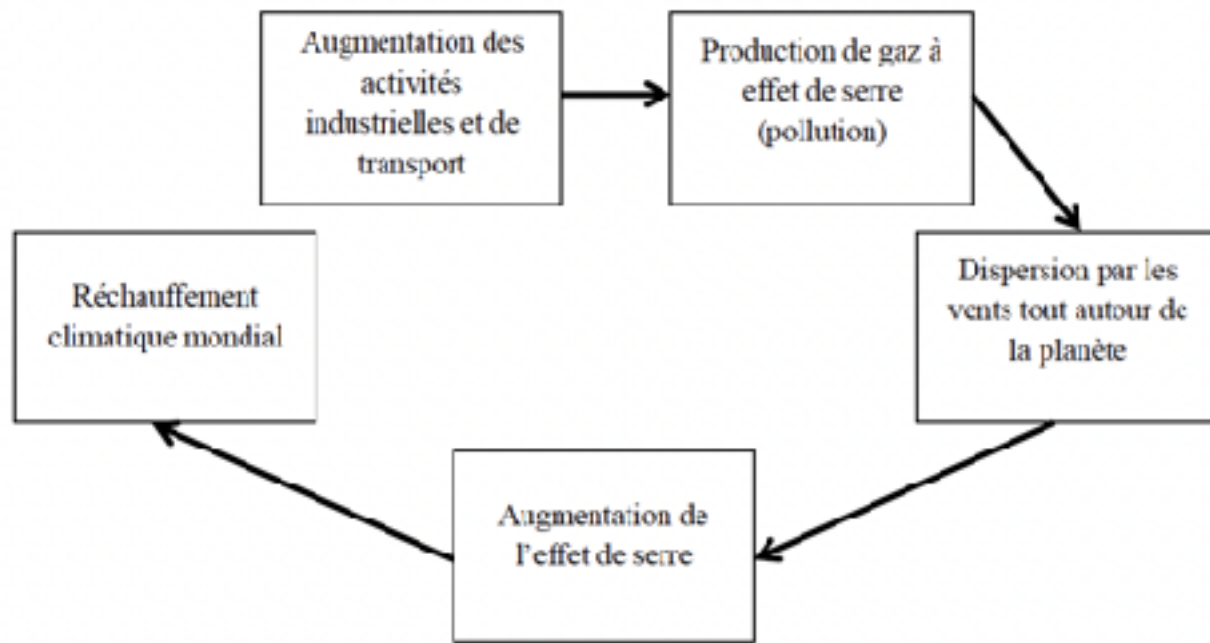 Augmentation des
activités
industrielles et de
transport
Production de gaz à
effet de serre
(pollution)
Dispersion par les
vents tout autour de
la planète
Augmentation de
l'effet de serre
Réchauffement
climatique mondial